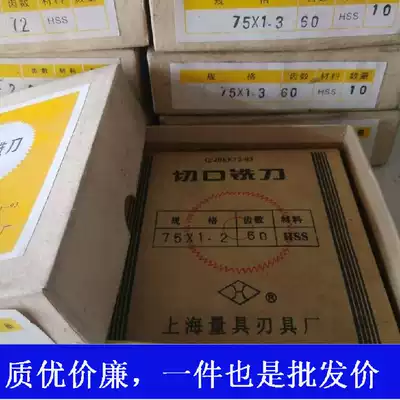 规 格 齿数 材料 数量
72 HSS
75X1.3 60 HSS 10
规 格 齿数 材料 数量
75X1.3 60 HSS 10
切口铣刀
规 格 齿数 材料
75X1.2 60 HSS
®
上海量具刃具厂
质优价廉,一件也是批发价